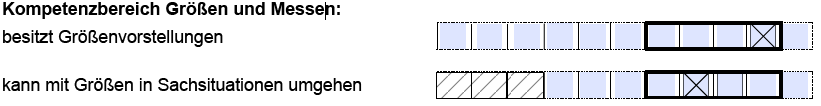 Kompetenzbereich Größen und Messen:
besitzt Größenvorstellungen
kann mit Größen in Sachsituationen umgehen